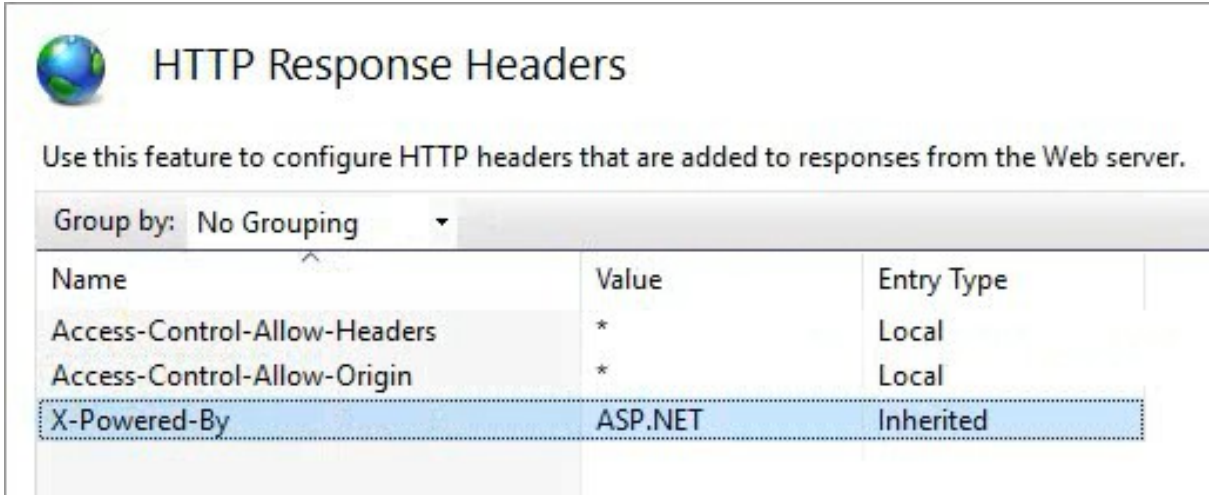 HTTP Response Headers
Use this feature to configure HTTP headers that are added to responses from the Web server.
Group by: No Grouping
Name Value Entry Type
Access-Control-Allow-Headers * Local
Access-Control-Allow-Origin * Local
X-Powered-By ASP.NET Inherited